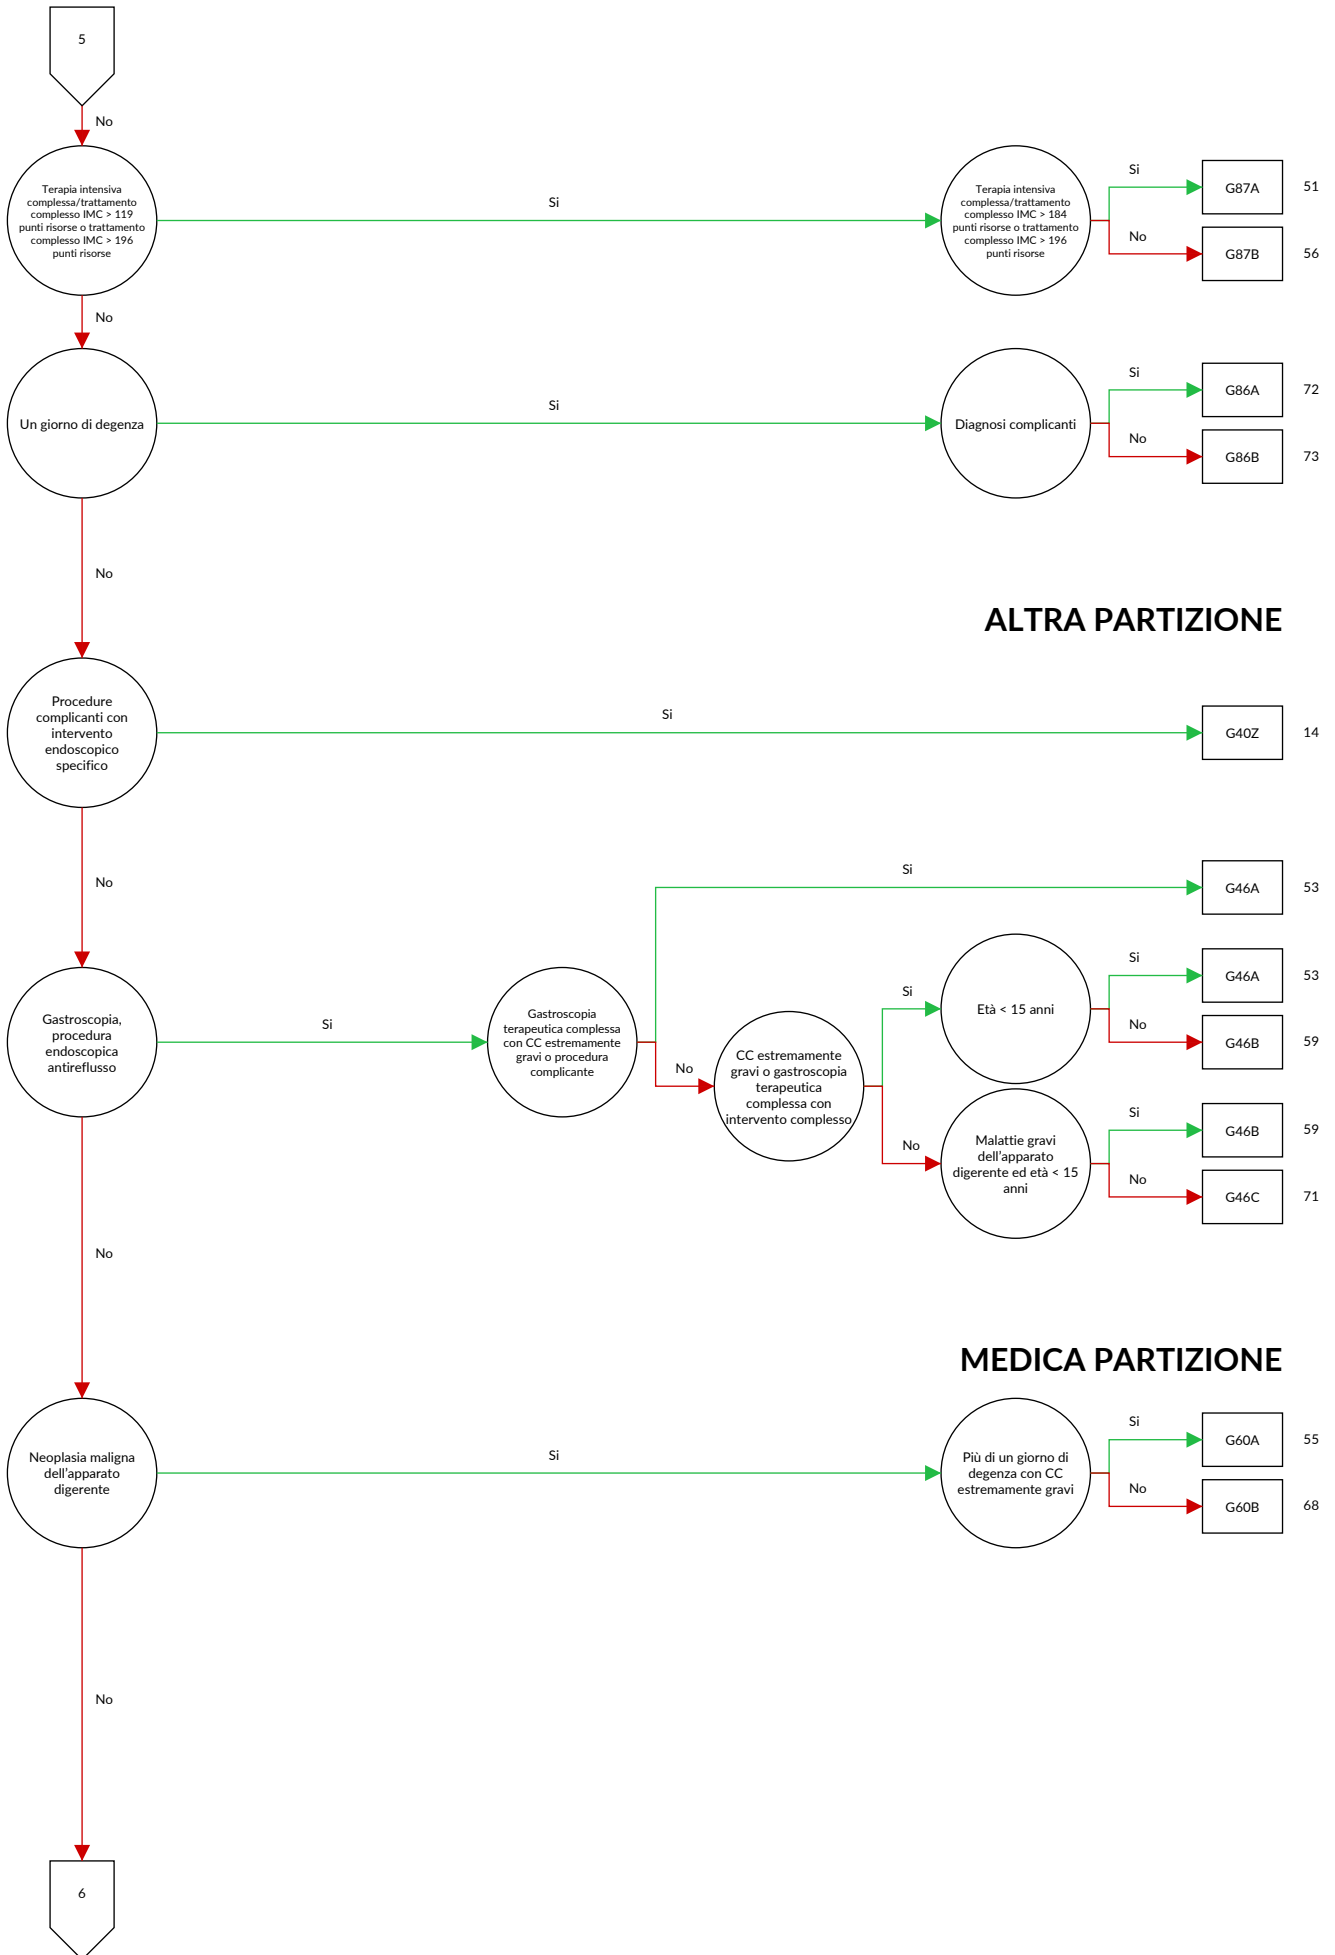 5
No
Terapia intensiva
complessa/trattamento
complesso IMC > 119
punti risorse o trattamento
complesso IMC > 196
punti risorse
Si
Terapia intensiva
complessa/trattamento
complesso IMC > 184
punti risorse o trattamento
complesso IMC > 196
punti risorse
Si
G87A
51
No
G87B
56
No
Un giorno di degenza
Si
Diagnosi complicanti
Si
G86A
72
No
G86B
73
No
ALTRA PARTIZIONE
Procedure
complicanti con
intervento
endoscopico
specifico
Si
G40Z
14
No
Gastroscopia,
procedura
endoscopica
antireflusso
Si
Gastroscopia
terapeutica complessa
con CC estremamente
gravi o procedura
complicante
Si
G46A
53
No
CC estremamente
gravi o gastroscopia
terapeutica
complessa con
intervento complesso
Si
Età < 15 anni
Si
G46A
53
No
G46B
59
No
Malattie gravi
dell'apparato
digerente ed età < 15
anni
Si
G46B
59
No
G46C
71
No
MEDICA PARTIZIONE
Neoplasia maligna
dell'apparato
digerente
Si
Più di un giorno di
degenza con CC
estremamente gravi
Si
G60A
55
No
G60B
68
No
6